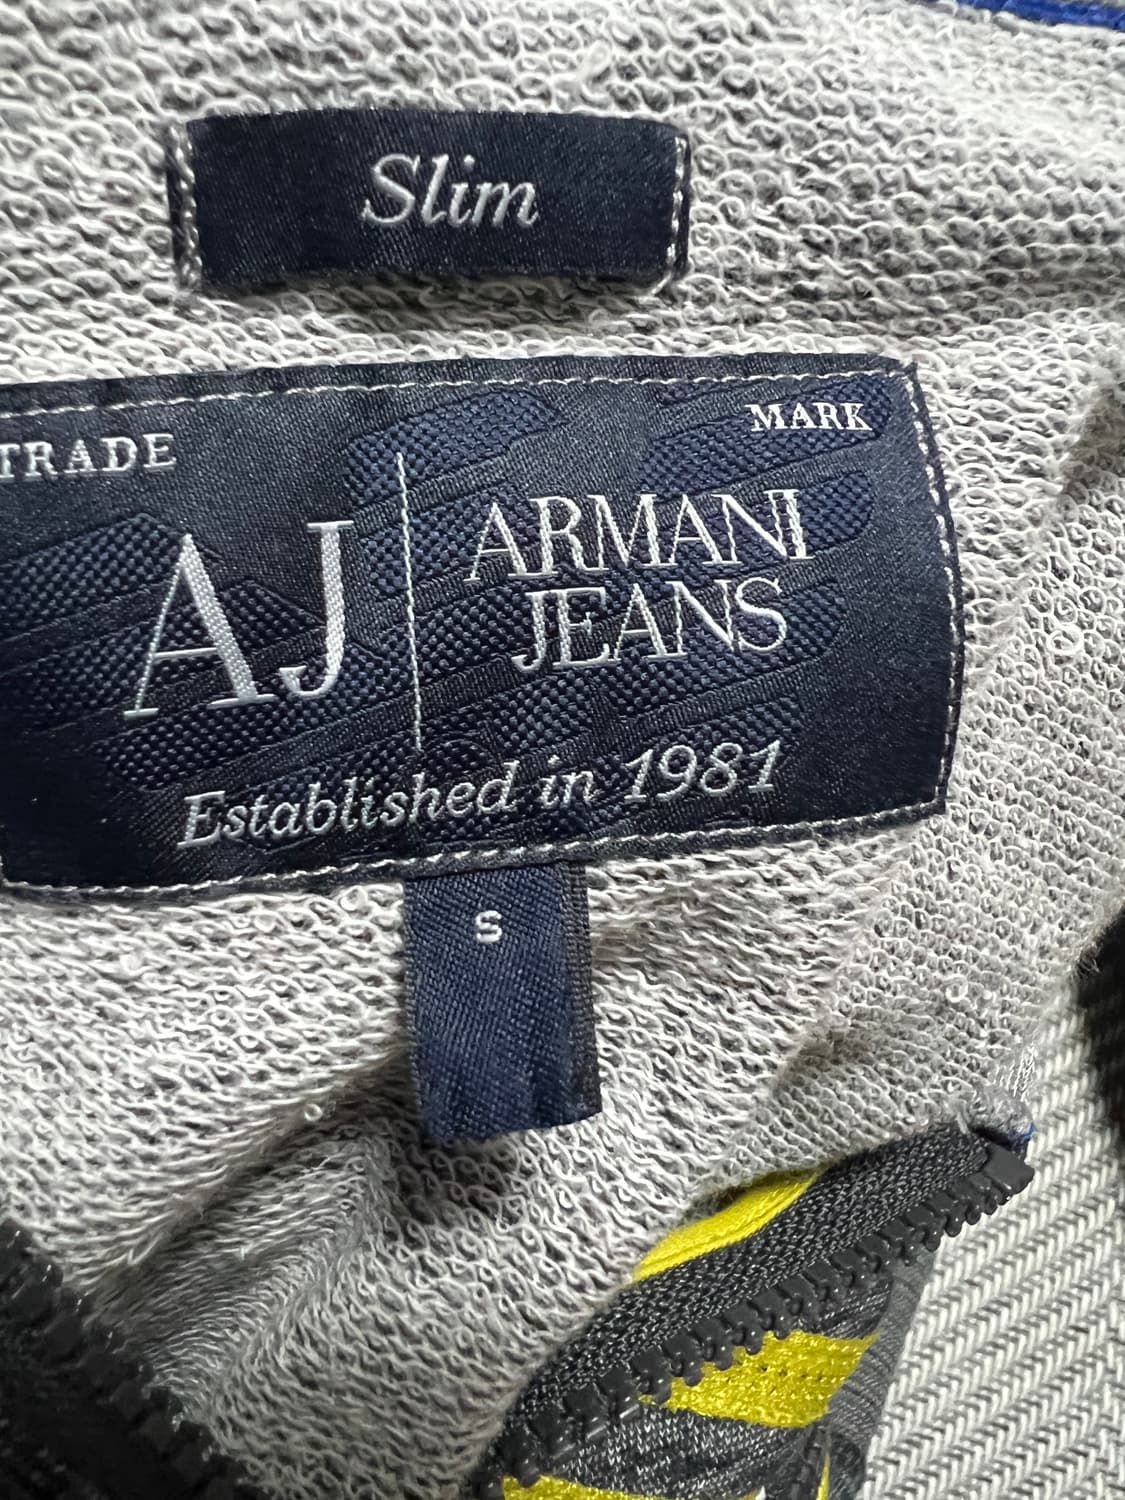 Slim
TRADE MARK
AJ
ARMANI
JEANS
Established in 1981
S